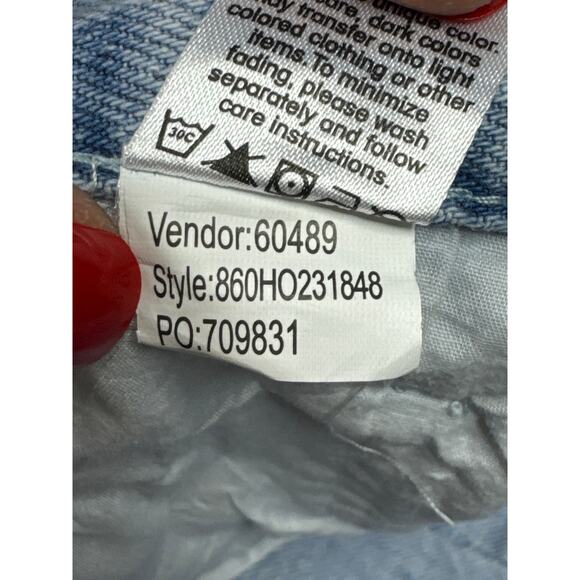 unique color.
dark colors
may transfer onto light
colored clothing or other
items. To minimize
fading, please wash
separately and follow
care instructions.
30C
Vendor:60489
Style:860HO231848
PO:709831